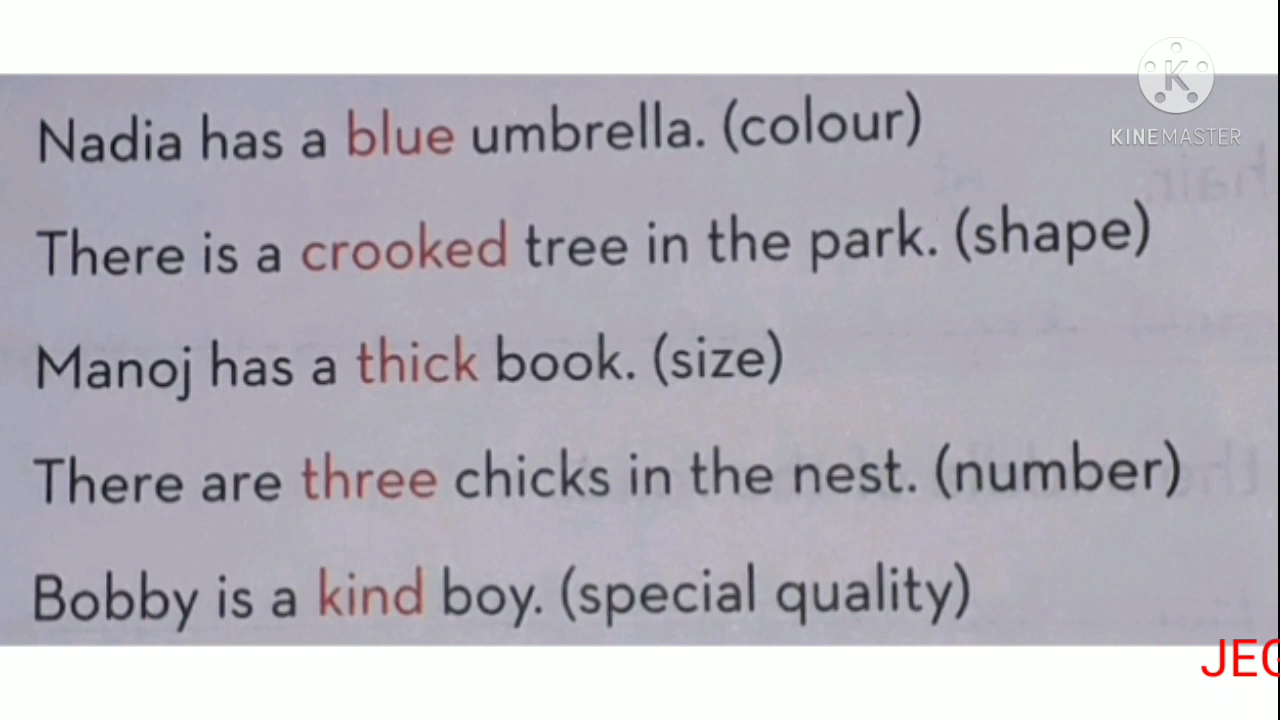 Nadia has a blue umbrella. (colour)
There is a crooked tree in the park. (shape)
Manoj has a thick book. (size)
There are three chicks in the nest. (number)
Bobby is a kind boy. (special quality)
K
KINEMASTER